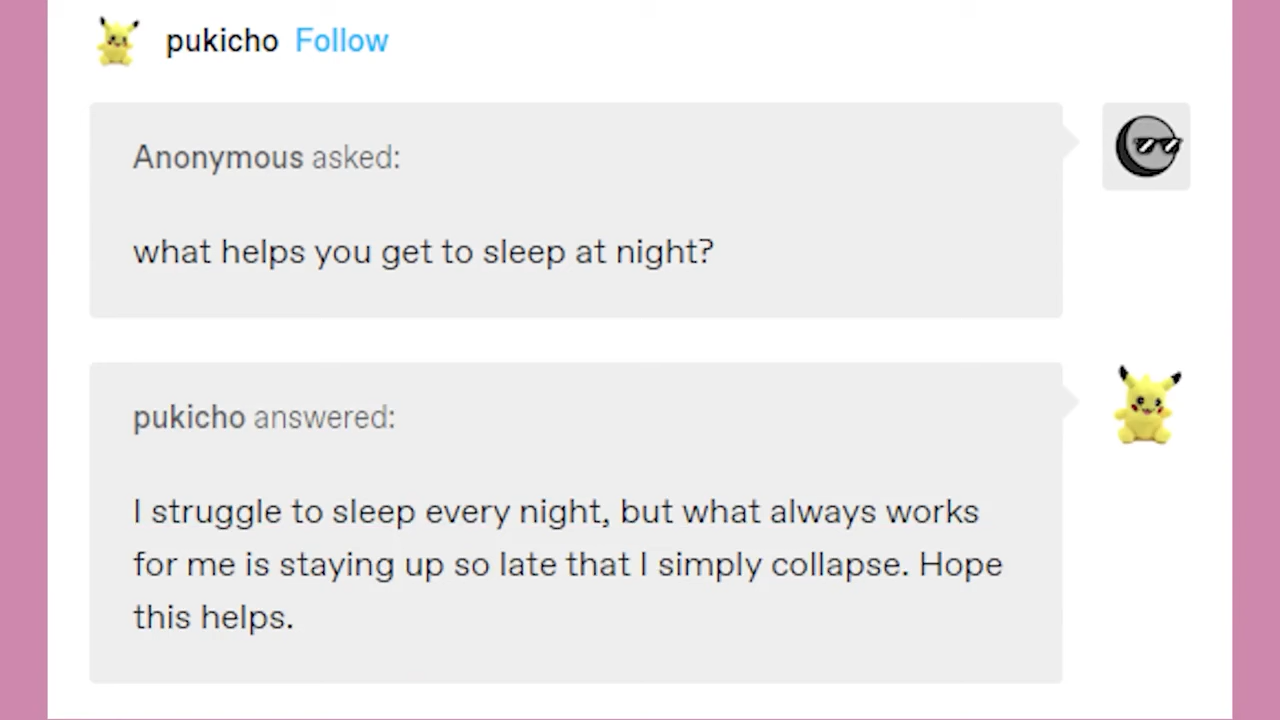 pukicho Follow
Anonymous asked:
what helps you get to sleep at night?
pukicho answered:
I struggle to sleep every night, but what always works
for me is staying up so late that I simply collapse. Hope
this helps.